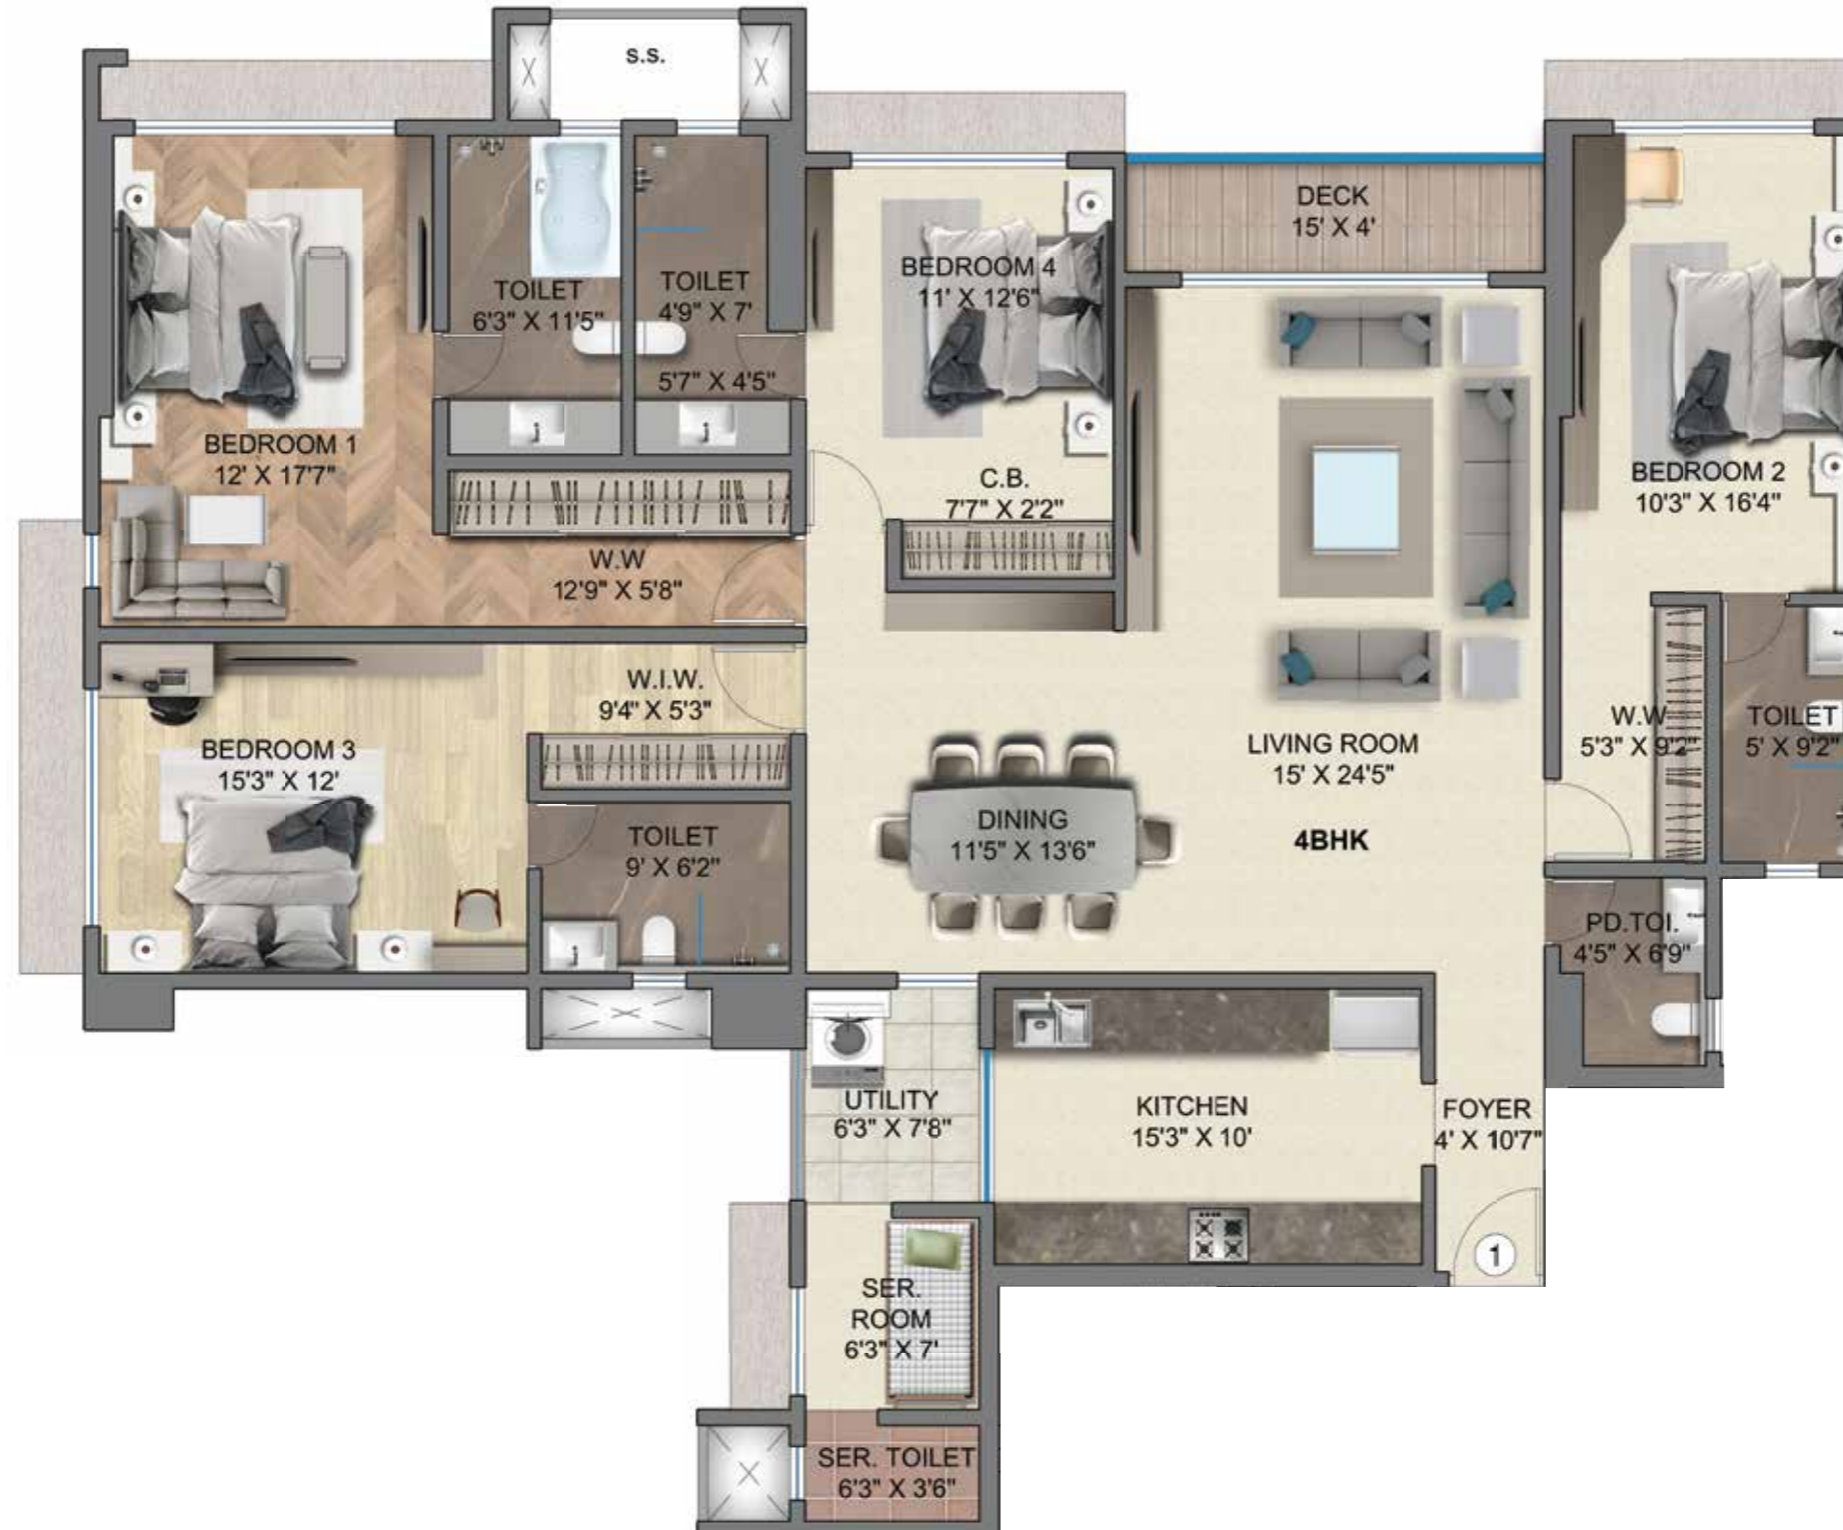 S.S.
DECK
15' X 4'
BEDROOM 4
11' X 12'6"
TOILET
6'3" X 11'5"
TOILET
4'9" X 7'
5'7" X 4'5"
BEDROOM 1
12' X 17'7"
C.B.
7'7" X 2'2"
BEDROOM 2
10'3" X 16'4"
W.W
12'9" X 5'8"
W.I.W.
9'4" X 5'3"
W.W
5'3" X 9'2"
TOILET
5' X 9'2"
BEDROOM 3
15'3" X 12'
LIVING ROOM
15' X 24'5"
4BHK
TOILET
9' X 6'2"
DINING
11'5" X 13'6"
PD.TOI.
4'5" X 6'9"
UTILITY
6'3" X 7'8"
KITCHEN
15'3" X 10'
FOYER
4' X 10'7"
1
SER.
ROOM
6'3" X 7'
SER. TOILET
6'3" X 3'6"